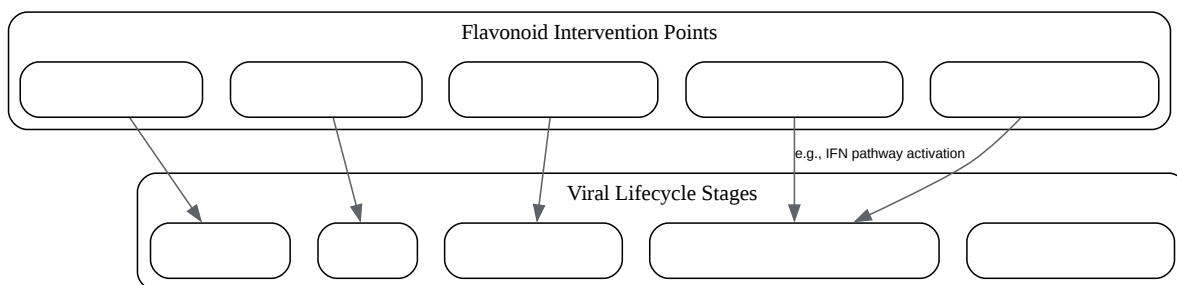 Flavonoid Intervention Points
e.g., IFN pathway activation
Viral Lifecycle Stages